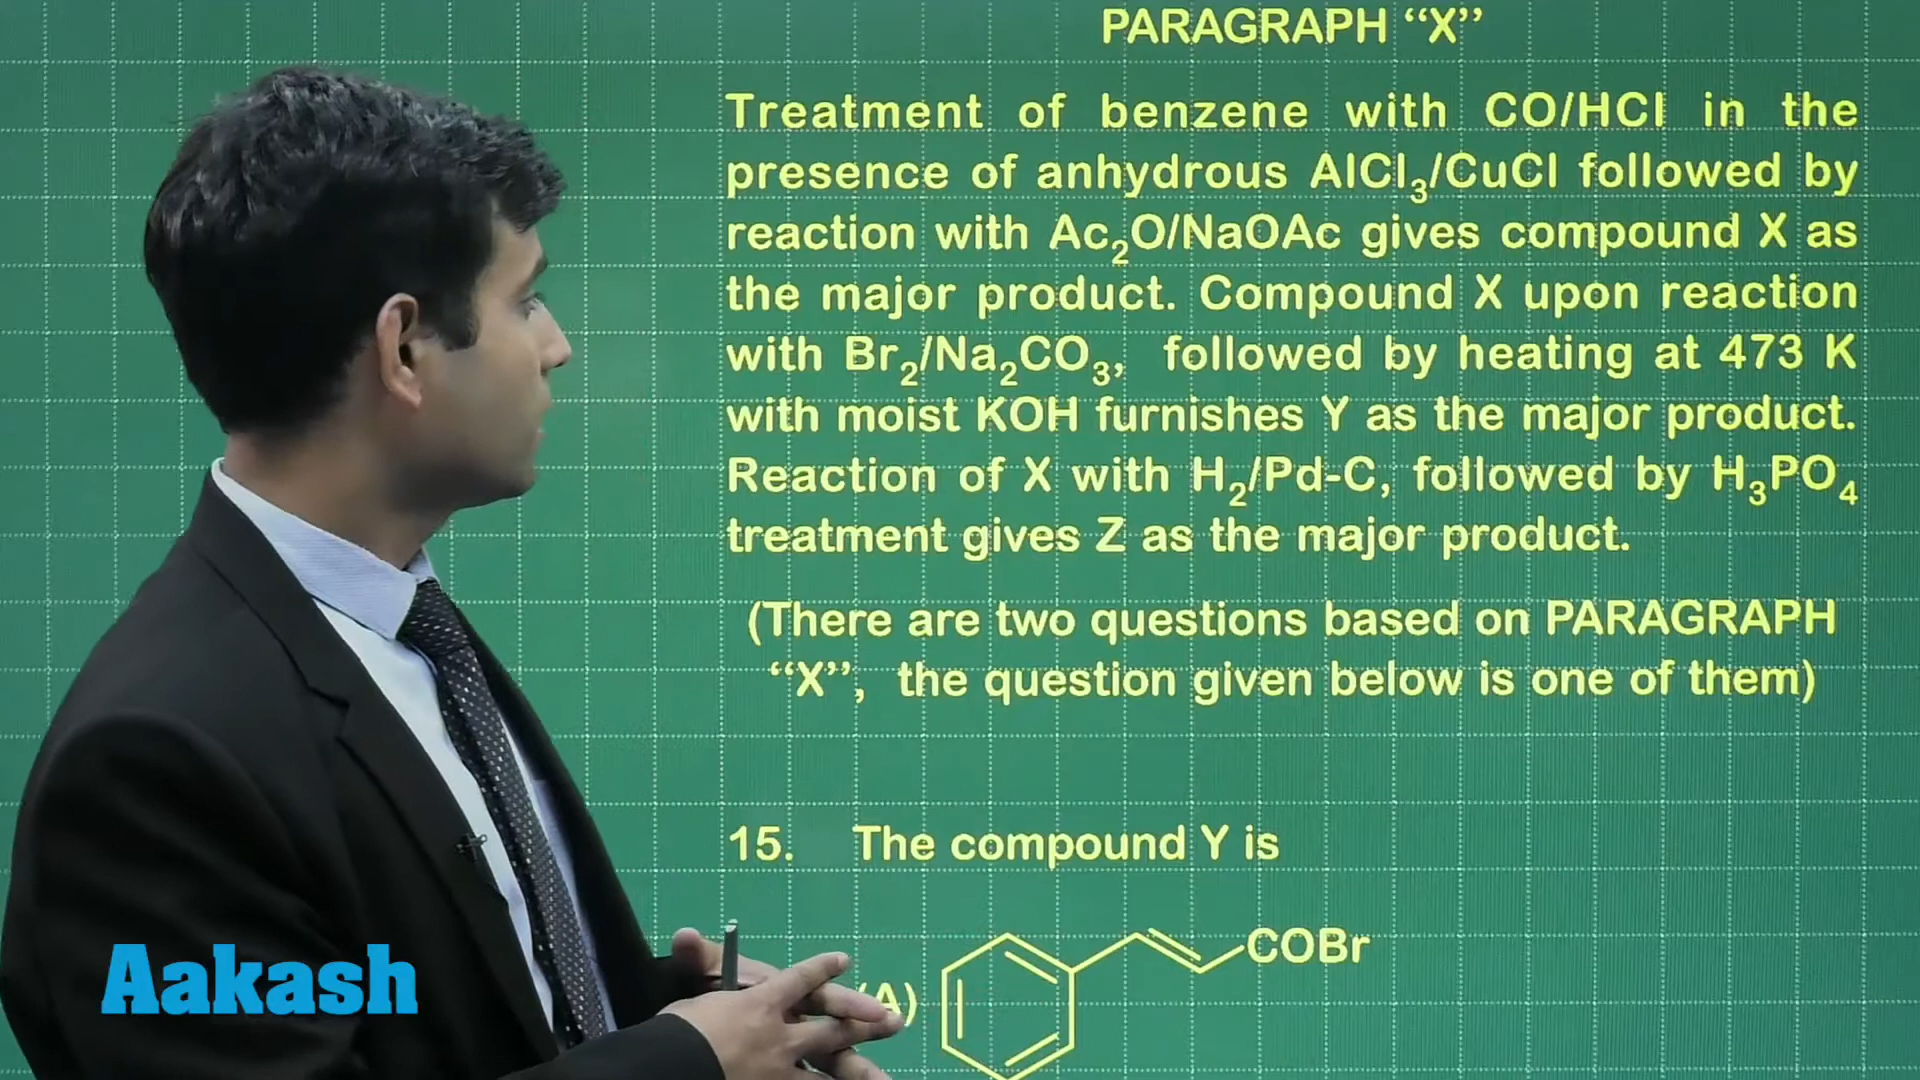 PARAGRAPH “X”
Treatment of benzene with CO/HCl in the
presence of anhydrous AlCl₃/CuCl followed by
reaction with Ac₂O/NaOAc gives compound X as
the major product. Compound X upon reaction
with Br₂/Na₂CO₃, followed by heating at 473 K
with moist KOH furnishes Y as the major product.
Reaction of X with H₂/Pd-C, followed by H₃PO₄
treatment gives Z as the major product.
(There are two questions based on PARAGRAPH
“X”, the question given below is one of them)
15. The compound Y is
COBr
(A)
Aakash